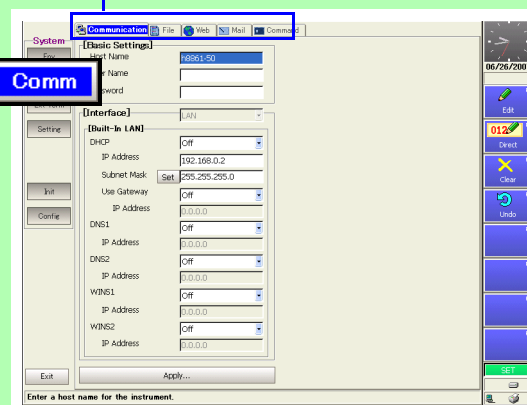 Communication File Web Mail Command
System
[Basic Settings]
Host Name h8861-50
Comm
[Interface] LAN
Setting
[Built-In LAN]
DHCP Off
IP Address 192.168.0.2
Subnet Mask Set 255.255.255.0
Use Gateway Off
IP Address 0.0.0.0
Init
Config
DNS1 Off
IP Address 0.0.0.0
DNS2 Off
IP Address 0.0.0.0
WINS1 Off
IP Address 0.0.0.0
WINS2 Off
IP Address 0.0.0.0
Exit
Apply...
Enter a host name for the instrument.
06/26/200
Edit
012
Direct
Clear
Undo
SET